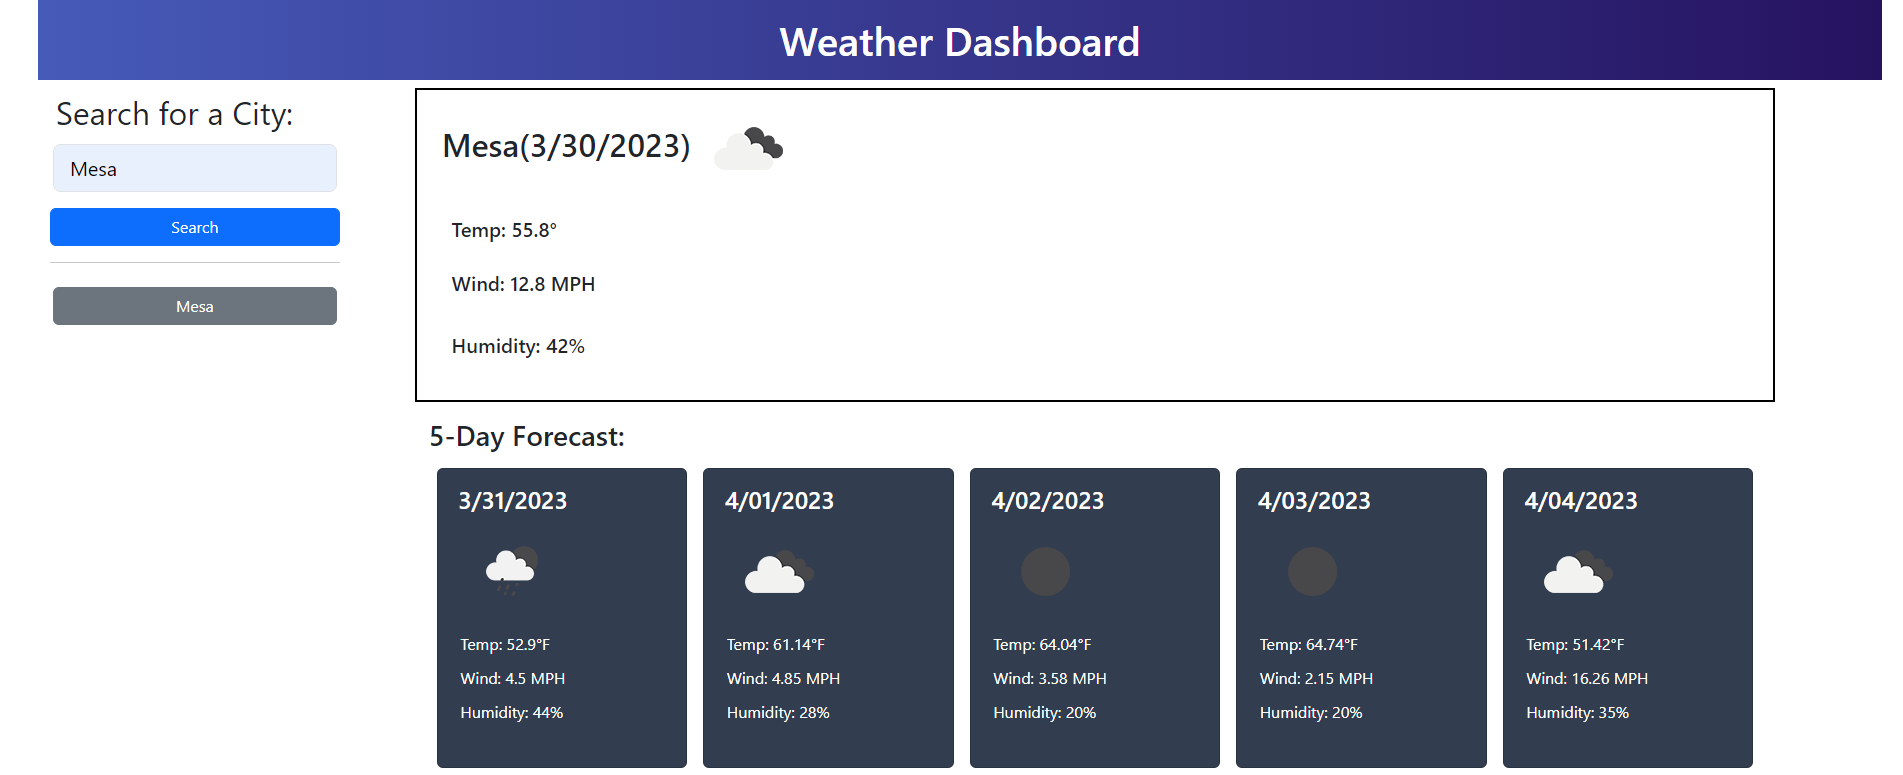 Weather Dashboard
Search for a City:
Mesa
Search
Mesa
Mesa(3/30/2023)
Temp: 55.8°
Wind: 12.8 MPH
Humidity: 42%
5-Day Forecast:
3/31/2023
Temp: 52.9°F
Wind: 4.5 MPH
Humidity: 44%
4/01/2023
Temp: 61.14°F
Wind: 4.85 MPH
Humidity: 28%
4/02/2023
Temp: 64.04°F
Wind: 3.58 MPH
Humidity: 20%
4/03/2023
Temp: 64.74°F
Wind: 2.15 MPH
Humidity: 20%
4/04/2023
Temp: 51.42°F
Wind: 16.26 MPH
Humidity: 35%